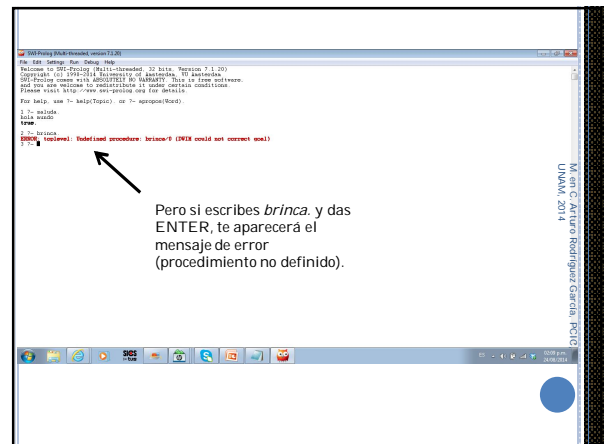 SWI-Prolog (Multi-threaded, version 7.1.20)
File Edit Settings Run Debug Help
Welcome to SWI-Prolog (Multi-threaded, 32 bits, Version 7.1.20)
Copyright (c) 1990-2014 University of Amsterdam, VU Amsterdam
SWI-Prolog comes with ABSOLUTELY NO WARRANTY. This is free software,
and you are welcome to redistribute it under certain conditions.
Please visit http://www.swi-prolog.org for details.
For help, use ?- help(Topic). or ?- apropos(Word).
1 ?- saluda.
hola mundo
true.
2 ?- brinca.
ERROR: toplevel: Undefined procedure: brinca/0 (DWIM could not correct goal)
3 ?-
Pero si escribes brinca. y das
ENTER, te aparecerá el
mensaje de error
(procedimiento no definido).
M. en C. Arturo Rodríguez García, PCIC,
UNAM, 2014
02:09 p.m.
24/08/2014